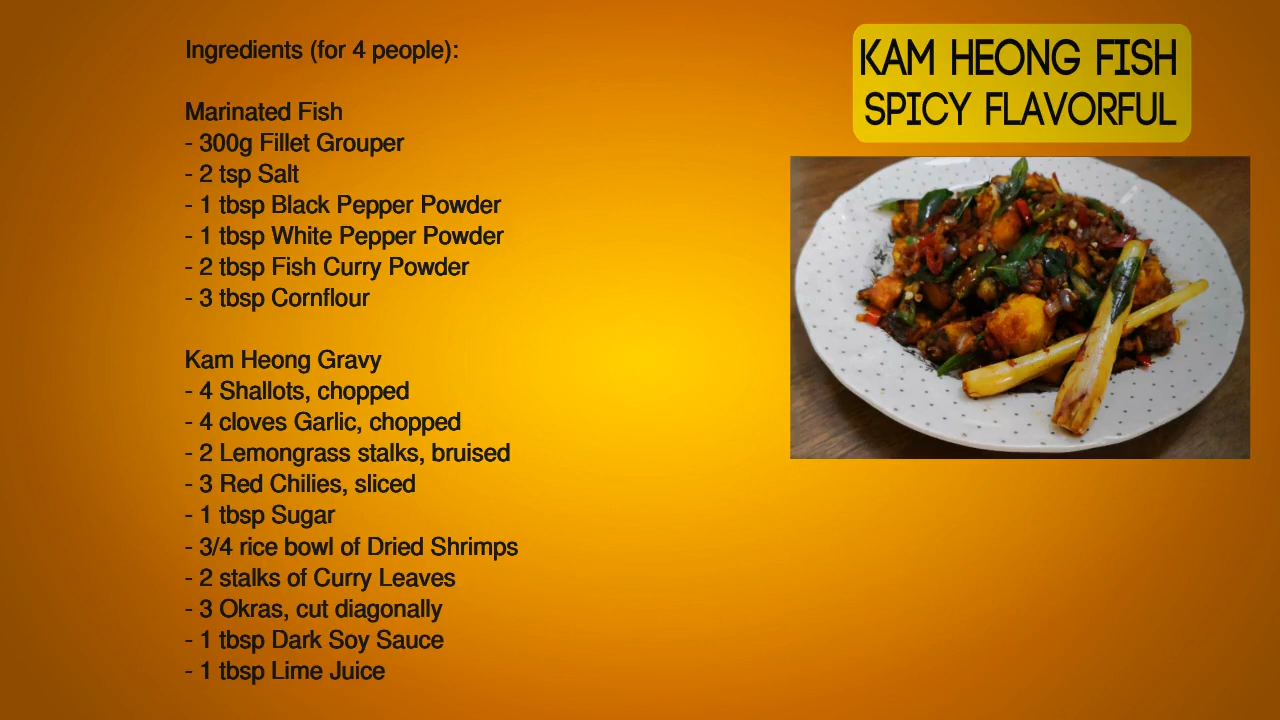 Ingredients (for 4 people):
Marinated Fish
- 300g Fillet Grouper
- 2 tsp Salt
- 1 tbsp Black Pepper Powder
- 1 tbsp White Pepper Powder
- 2 tbsp Fish Curry Powder
- 3 tbsp Cornflour
Kam Heong Gravy
- 4 Shallots, chopped
- 4 cloves Garlic, chopped
- 2 Lemongrass stalks, bruised
- 3 Red Chilies, sliced
- 1 tbsp Sugar
- 3/4 rice bowl of Dried Shrimps
- 2 stalks of Curry Leaves
- 3 Okras, cut diagonally
- 1 tbsp Dark Soy Sauce
- 1 tbsp Lime Juice
KAM HEONG FISH
SPICY FLAVORFUL